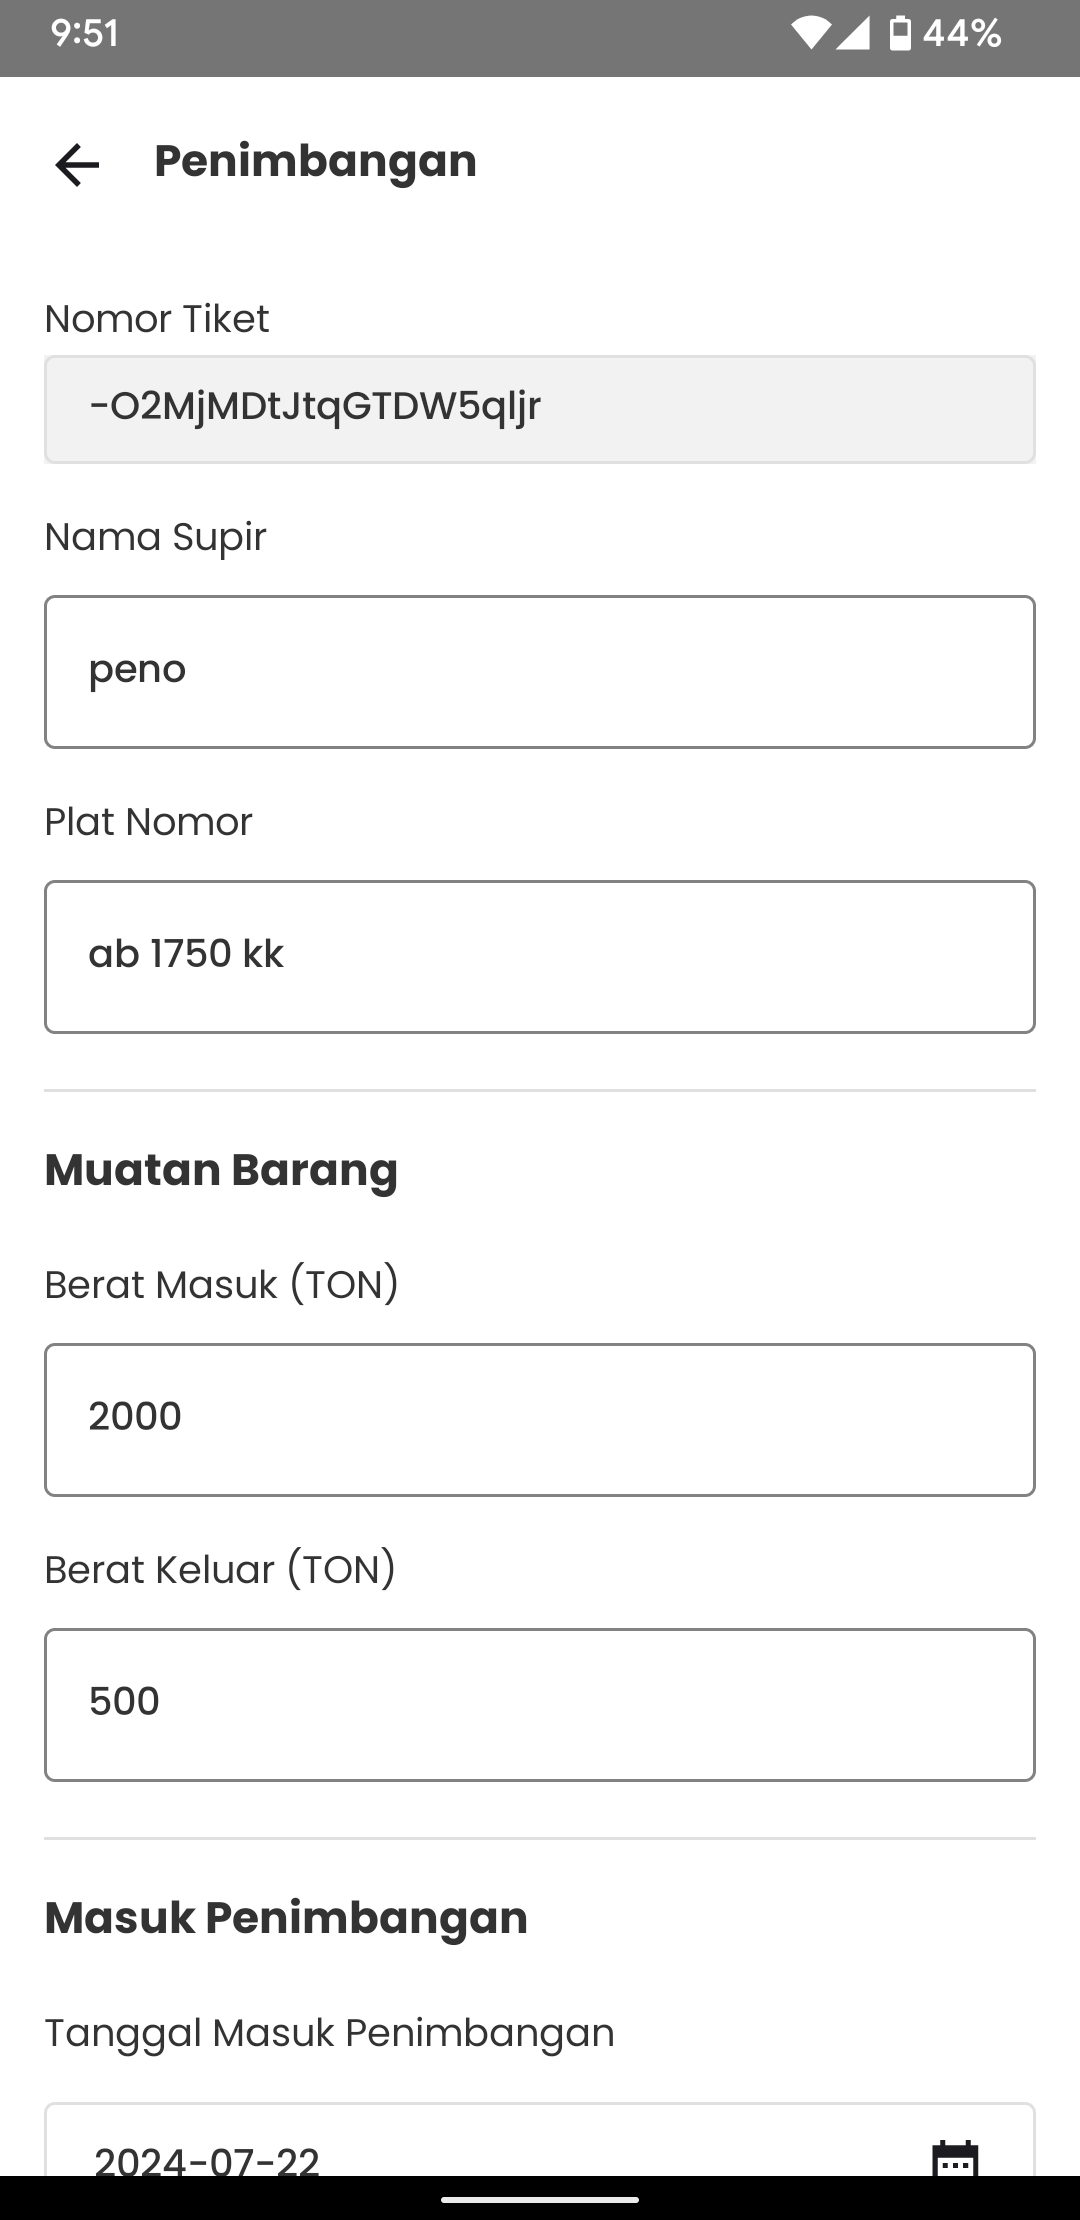 9:51
44%
Penimbangan
Nomor Tiket
-O2MjMDtJtqGTDW5qljr
Nama Supir
peno
Plat Nomor
ab 1750 kk
Muatan Barang
Berat Masuk (TON)
2000
Berat Keluar (TON)
500
Masuk Penimbangan
Tanggal Masuk Penimbangan
2024-07-22